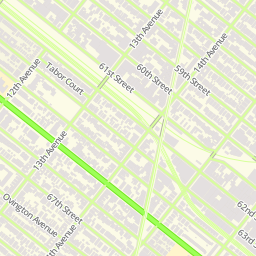 13th Avenue
14th Avenue
12th Avenue
Tabor Court
61st Street
60th Street
59th Street
13th Avenue
Ovington Avenue
67th Street
Avenue
62nd
63rd